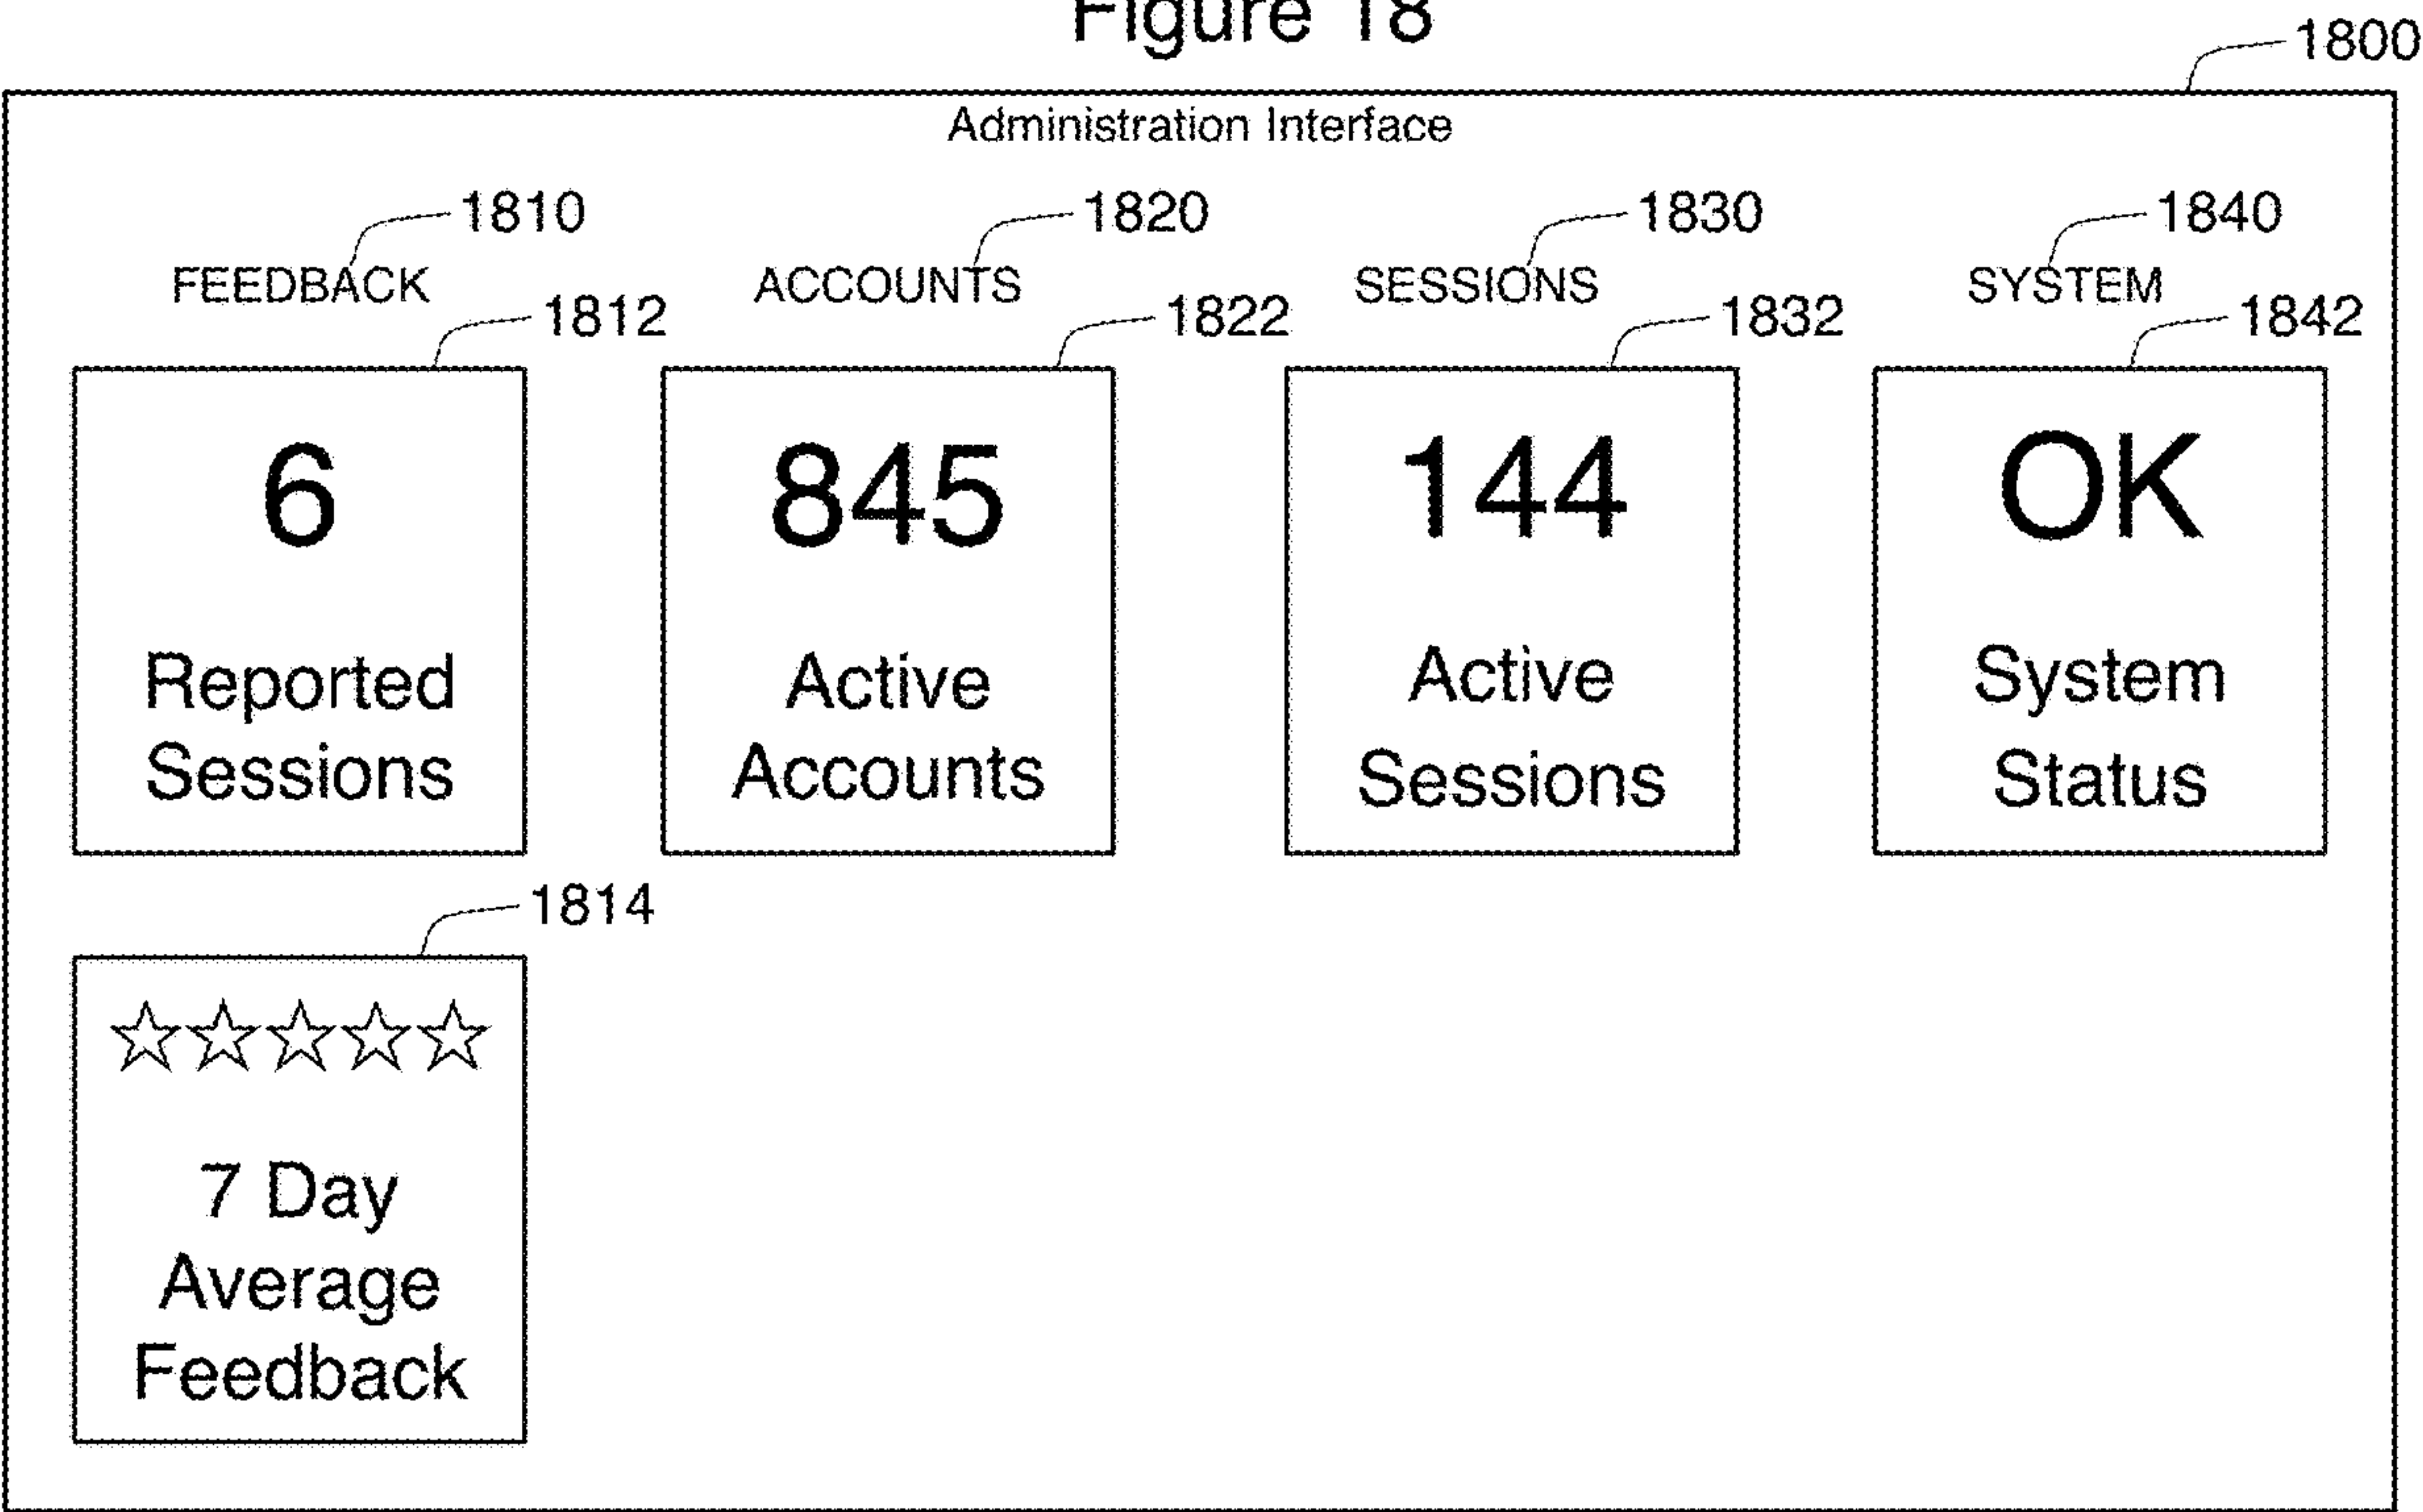 Figure 18
1800
Administration Interface
1810 1820 1830 1840
FEEDBACK ACCOUNTS SESSIONS SYSTEM
1812 1822 1832 1842
6 845 144 OK
Reported Active Active System
Sessions Accounts Sessions Status
1814
☆☆☆☆☆
7 Day
Average
Feedback